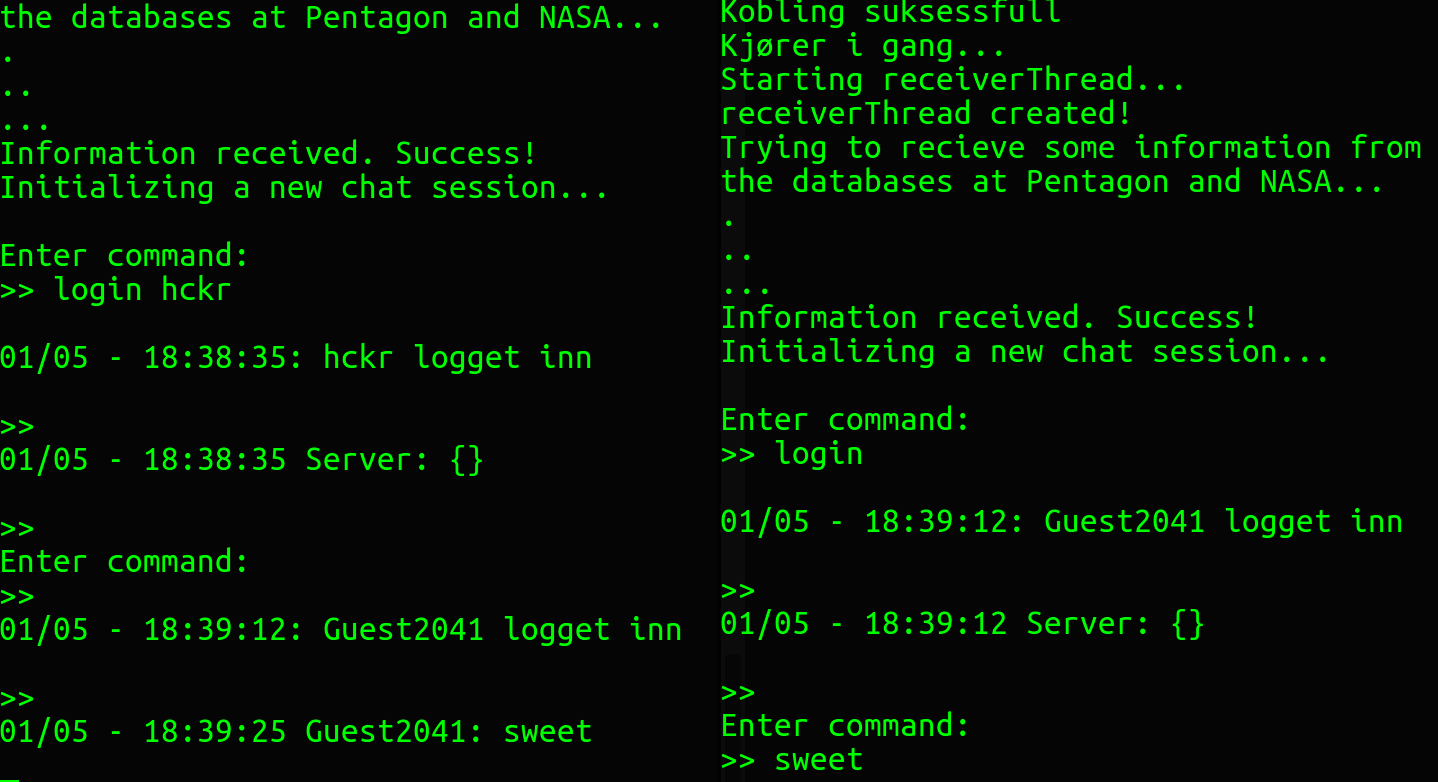 the databases at Pentagon and NASA...
.
..
...
Information received. Success!
Initializing a new chat session...
Enter command:
>> login hckr
01/05 - 18:38:35: hckr logget inn
>>
01/05 - 18:38:35 Server: {}
>>
Enter command:
>>
01/05 - 18:39:12: Guest2041 logget inn
>>
01/05 - 18:39:25 Guest2041: sweet
Kobling suksessfull
Kjører i gang...
Starting receiverThread...
receiverThread created!
Trying to recieve some information from
the databases at Pentagon and NASA...
.
..
...
Information received. Success!
Initializing a new chat session...
Enter command:
>> login
01/05 - 18:39:12: Guest2041 logget inn
>>
01/05 - 18:39:12 Server: {}
>>
Enter command:
>> sweet